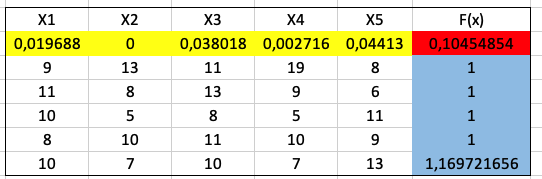 X1 X2 X3 X4 X5 F(x)
0,019688 0 0,038018 0,002716 0,04413 0,10454854
9 13 11 19 8 1
11 8 13 9 6 1
10 5 8 5 11 1
8 10 11 10 9 1
10 7 10 7 13 1,169721656